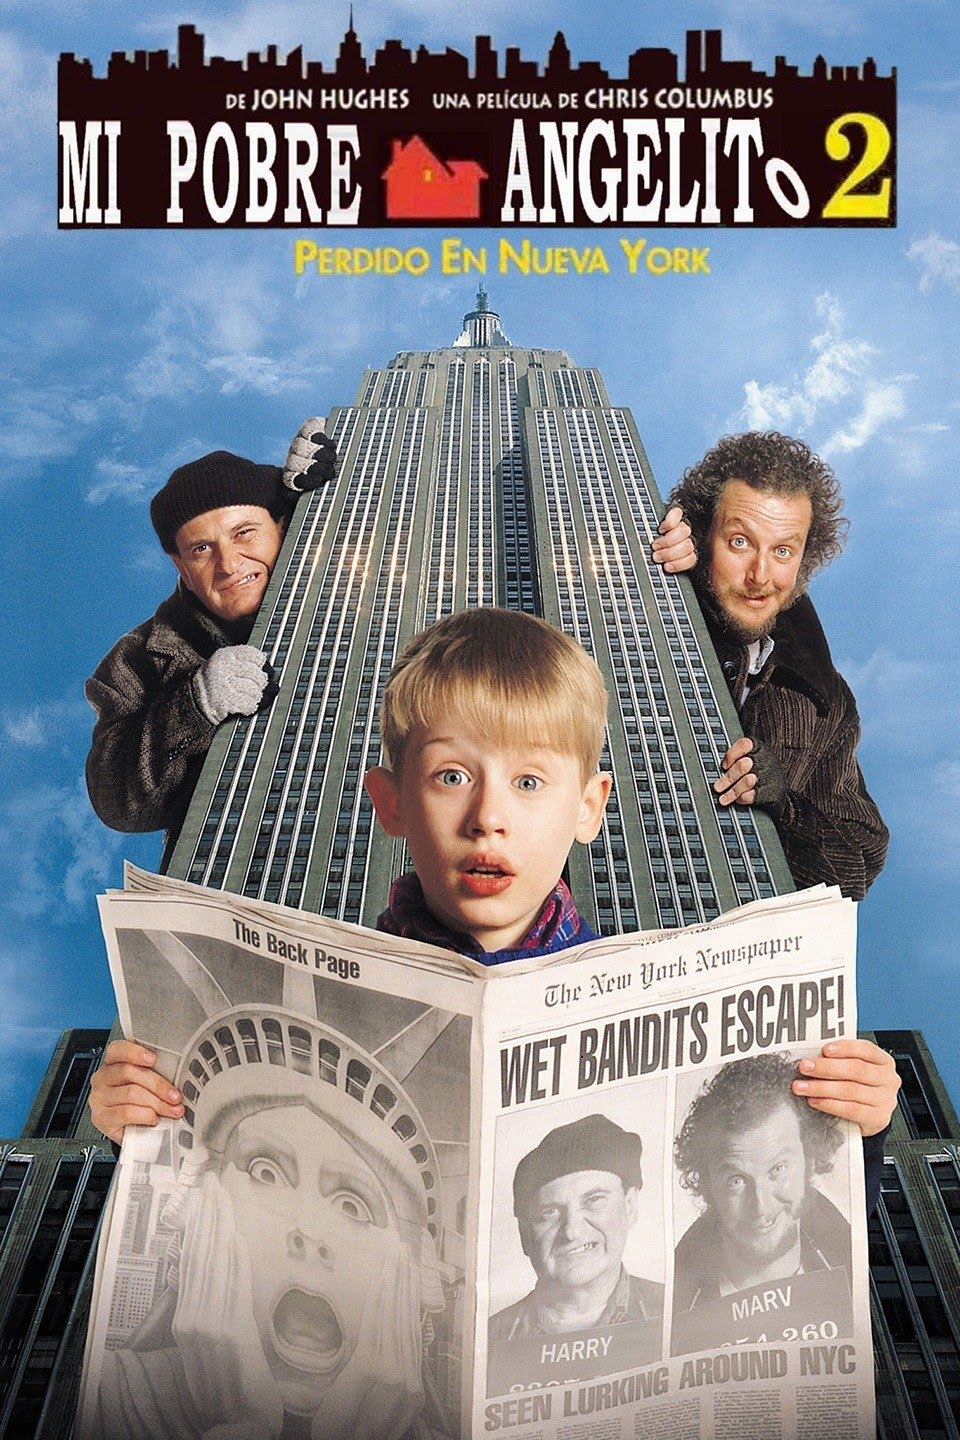 DE JOHN HUGHES UNA PELÍCULA DE CHRIS COLUMBUS
MI POBRE ANGELITO 2
PERDIDO EN NUEVA YORK
The Back Page
The New York Newspaper
WET BANDITS ESCAPE!
HARRY
MARV
SEEN LURKING AROUND NYC